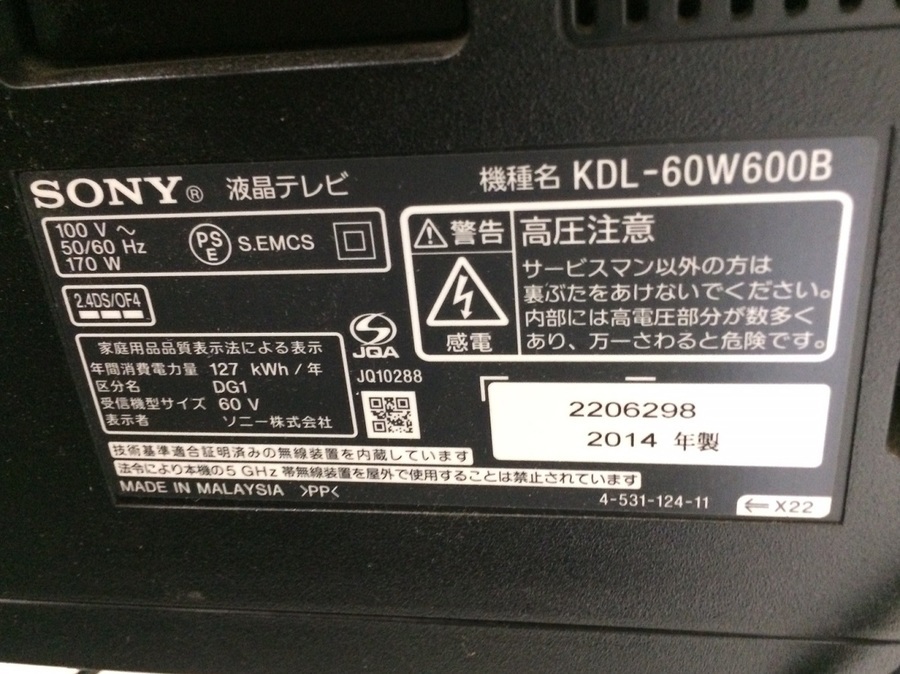 SONY® 液晶テレビ
機種名 KDL-60W600B
100 V ～
50/60 Hz
170 W
PS
E
S.EMCS
警告
高圧注意
サービスマン以外の方は
裏ぶたをあけないでください。
内部には高電圧部分が数多く
あり、万一さわると危険です。
感電
2.4DS/OF4
家庭用品品質表示法による表示
年間消費電力量 127 kWh/年
区分名 DG1
受信機型サイズ 60 V
表示者 ソニー株式会社
JQA
JQ10288
2206298
2014 年製
技術基準適合証明済みの無線装置を内蔵しています
法令により本機の5 GHz 帯無線装置を屋外で使用することは禁止されています
MADE IN MALAYSIA >PP<
4-531-124-11
⇐ X22